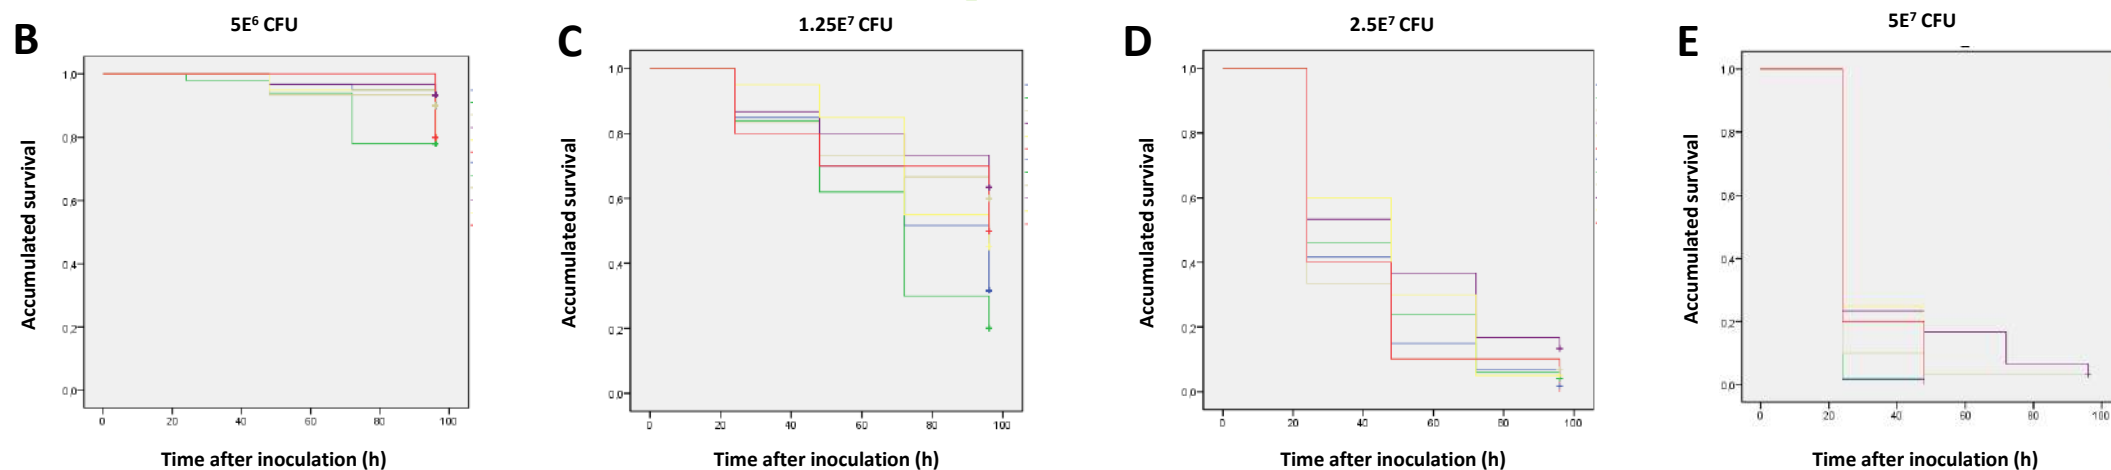 B
5E⁶ CFU
Accumulated survival
1,0
0,8
0,6
0,4
0,2
0,0
0 20 40 60 80 100
Time after inoculation (h)
C
1.25E⁷ CFU
Accumulated survival
1,0
0,8
0,6
0,4
0,2
0,0
0 20 40 60 80 100
Time after inoculation (h)
D
2.5E⁷ CFU
Accumulated survival
1,0
0,8
0,6
0,4
0,2
0,0
0 20 40 60 80 100
Time after inoculation (h)
E
5E⁷ CFU
Accumulated survival
1,0
0,8
0,6
0,4
0,2
0,0
0 20 40 60 80 100
Time after inoculation (h)